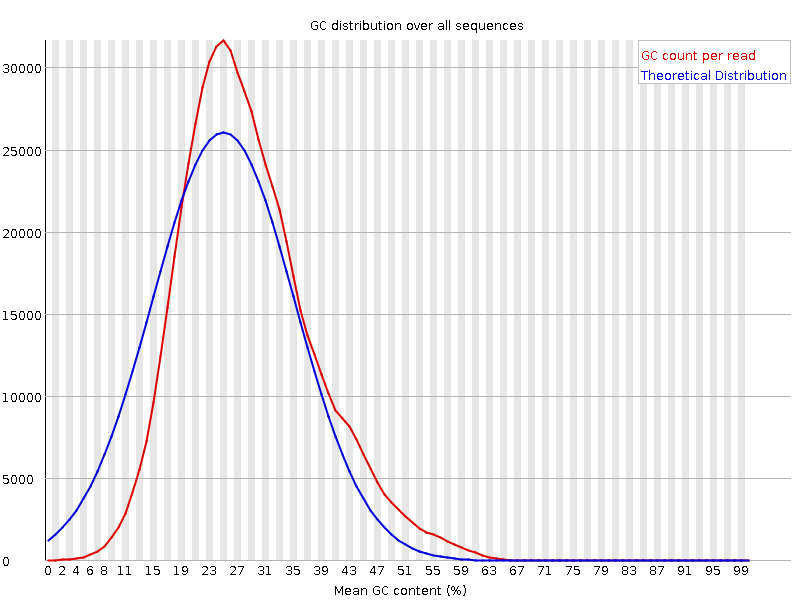 GC distribution over all sequences
GC count per read
Theoretical Distribution
30000
25000
20000
15000
10000
5000
0
0 2 4 6 8 11 15 19 23 27 31 35 39 43 47 51 55 59 63 67 71 75 79 83 87 91 95 99
Mean GC content (%)